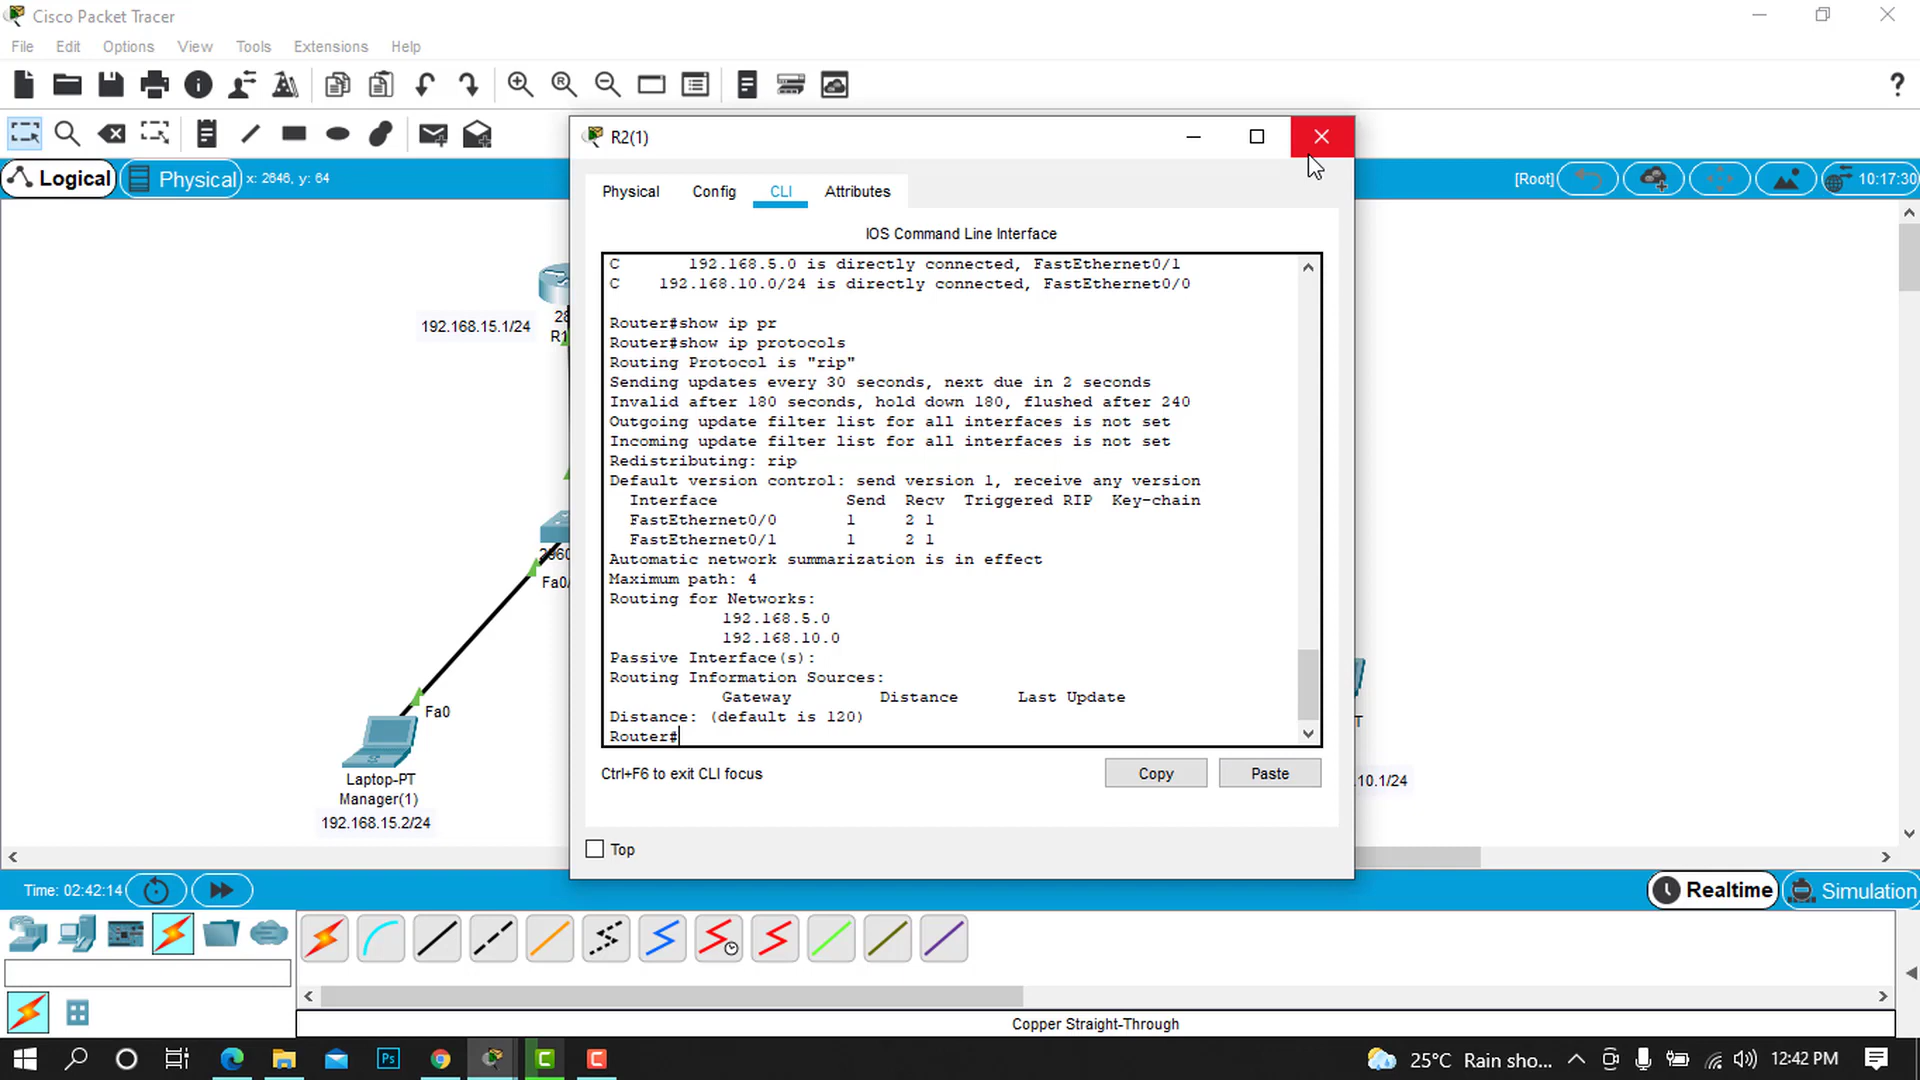 Cisco Packet Tracer
File Edit Options View Tools Extensions Help
R2(1)
Logical Physical x: 2646, y: 64
[Root] 10:17:30
Physical Config CLI Attributes
IOS Command Line Interface
C 192.168.5.0 is directly connected, FastEthernet0/1
C 192.168.10.0/24 is directly connected, FastEthernet0/0
Router#show ip pr
Router#show ip protocols
Routing Protocol is "rip"
Sending updates every 30 seconds, next due in 2 seconds
Invalid after 180 seconds, hold down 180, flushed after 240
Outgoing update filter list for all interfaces is not set
Incoming update filter list for all interfaces is not set
Redistributing: rip
Default version control: send version 1, receive any version
Interface Send Recv Triggered RIP Key-chain
FastEthernet0/0 1 2 1
FastEthernet0/1 1 2 1
Automatic network summarization is in effect
Maximum path: 4
Routing for Networks:
192.168.5.0
192.168.10.0
Passive Interface(s):
Routing Information Sources:
Gateway Distance Last Update
Distance: (default is 120)
Router#
Ctrl+F6 to exit CLI focus
Copy Paste
Top
192.168.15.1/24
28
R1
2960
Fa0/
Fa0
Laptop-PT
Manager(1)
192.168.15.2/24
T
10.1/24
Time: 02:42:14
Realtime Simulation
Copper Straight-Through
25°C Rain sho... 12:42 PM